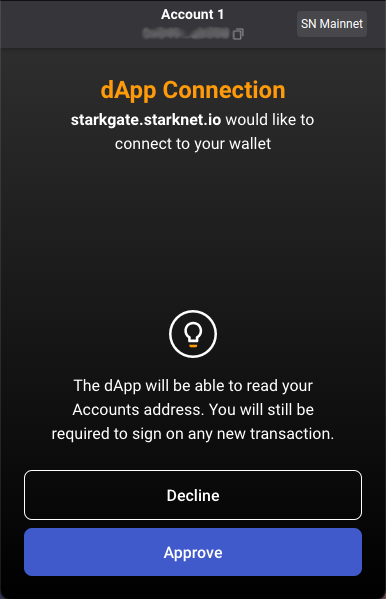 Account 1
SN Mainnet
dApp Connection
starkgate.starknet.io would like to
connect to your wallet
The dApp will be able to read your
Accounts address. You will still be
required to sign on any new transaction.
Decline
Approve